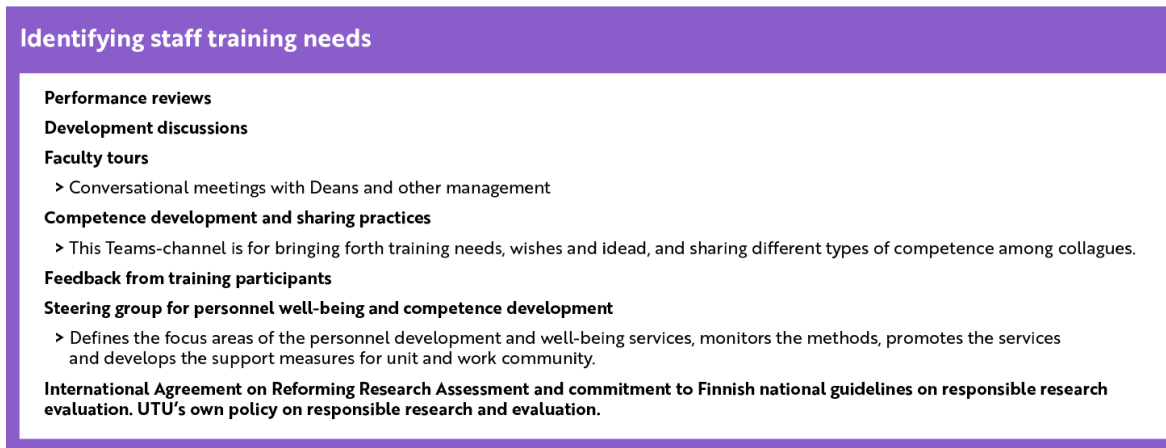 Identifying staff training needs
Performance reviews
Development discussions
Faculty tours
> Conversational meetings with Deans and other management
Competence development and sharing practices
> This Teams-channel is for bringing forth training needs, wishes and idead, and sharing different types of competence among collagues.
Feedback from training participants
Steering group for personnel well-being and competence development
> Defines the focus areas of the personnel development and well-being services, monitors the methods, promotes the services
and develops the support measures for unit and work community.
International Agreement on Reforming Research Assessment and commitment to Finnish national guidelines on responsible research
evaluation. UTU’s own policy on responsible research and evaluation.